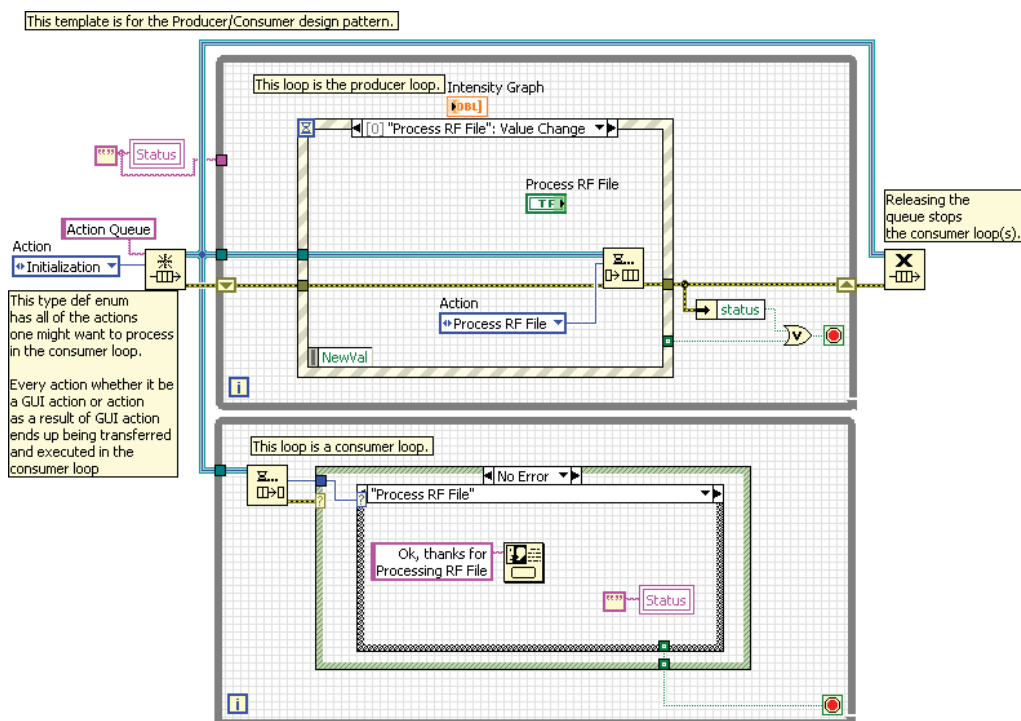 This template is for the Producer/Consumer design pattern.
This loop is the producer loop.
Intensity Graph
DBL
[0] "Process RF File": Value Change
""
Status
Process RF File
TF
Releasing the
queue stops
the consumer loop(s).
Action Queue
Action
Initialization
Action
Process RF File
status
V
NewVal
i
This type def enum
has all of the actions
one might want to process
in the consumer loop.
Every action whether it be
a GUI action or action
as a result of GUI action
ends up being transferred
and executed in the
consumer loop
This loop is a consumer loop.
No Error
?
?
"Process RF File"
Ok, thanks for
Processing RF File
""
Status
i